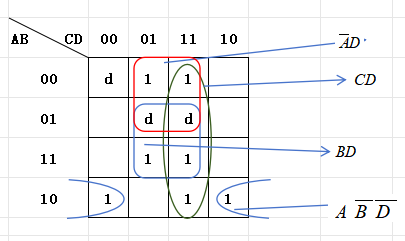 AB CD 00 01 11 10
A̅D
00 d 1 1
CD
01 d d
11 1 1
BD
10 1 1 1
A B̅ D̅